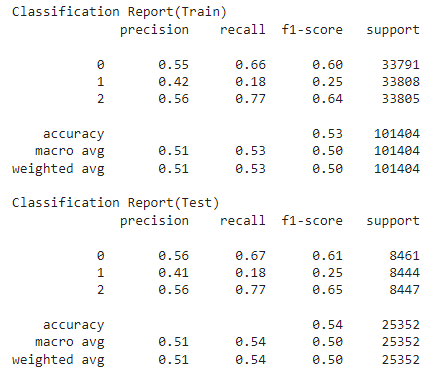 Classification Report(Train)
precision recall f1-score support
0 0.55 0.66 0.60 33791
1 0.42 0.18 0.25 33808
2 0.56 0.77 0.64 33805
accuracy 0.53 101404
macro avg 0.51 0.53 0.50 101404
weighted avg 0.51 0.53 0.50 101404
Classification Report(Test)
precision recall f1-score support
0 0.56 0.67 0.61 8461
1 0.41 0.18 0.25 8444
2 0.56 0.77 0.65 8447
accuracy 0.54 25352
macro avg 0.51 0.54 0.50 25352
weighted avg 0.51 0.54 0.50 25352